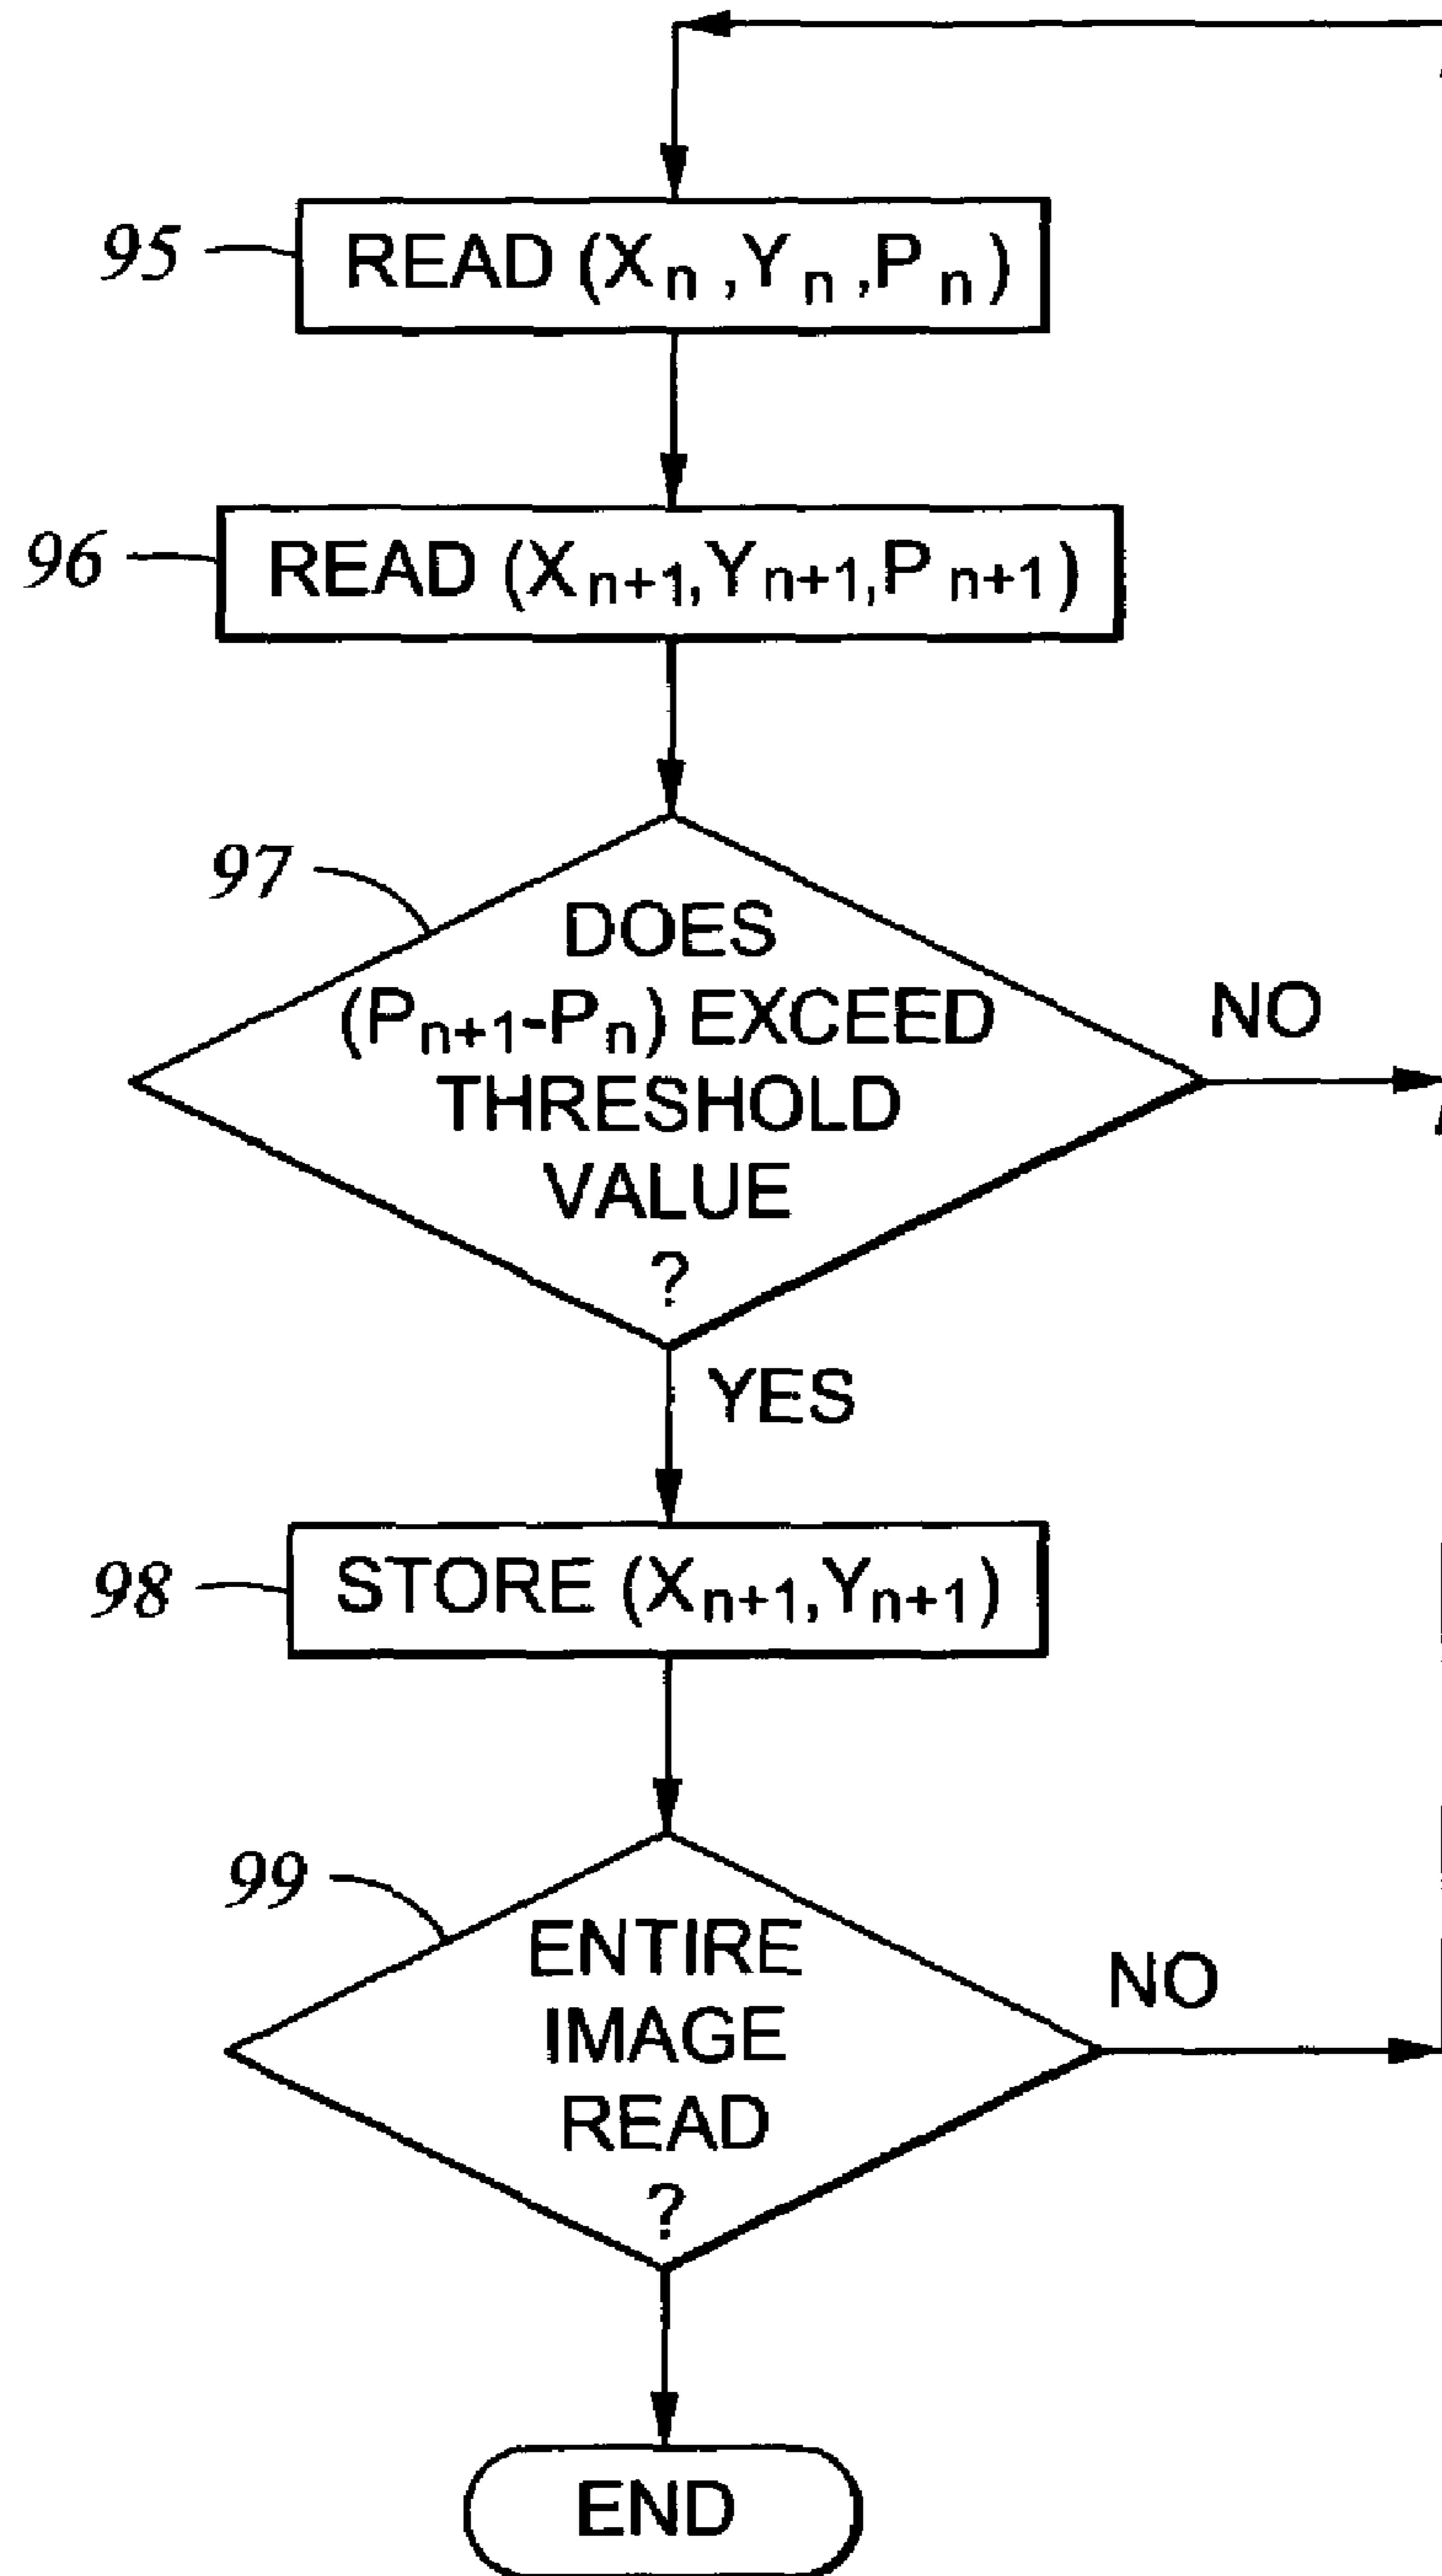 95
READ (Xn ,Yn ,Pn )
96
READ (Xn+1,Yn+1,Pn+1)
97
DOES
(Pn+1-Pn) EXCEED
THRESHOLD
VALUE
?
NO
YES
98
STORE (Xn+1,Yn+1)
99
ENTIRE
IMAGE
READ
?
NO
END